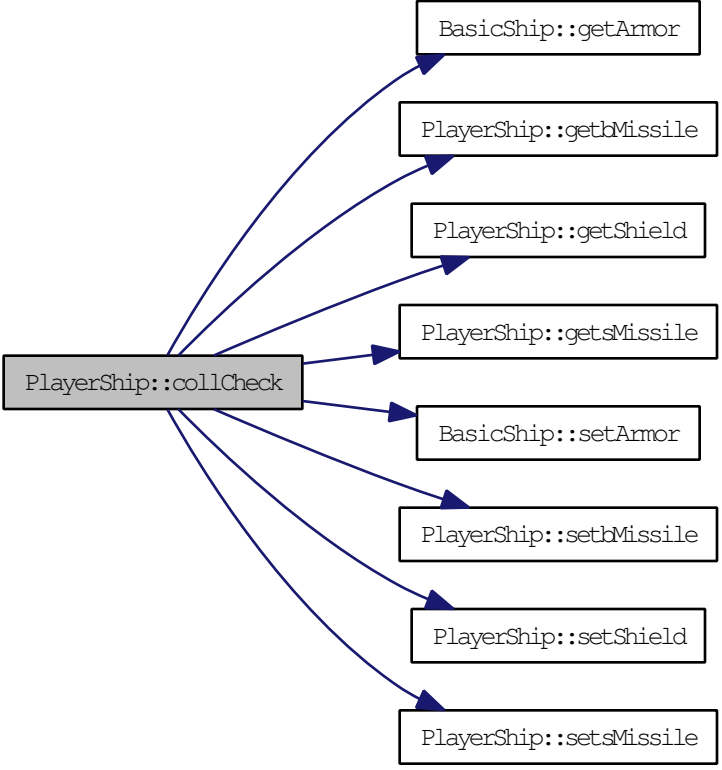 BasicShip::getArmor
PlayerShip::getbMissile
PlayerShip::getShield
PlayerShip::getsMissile
PlayerShip::collCheck
BasicShip::setArmor
PlayerShip::setbMissile
PlayerShip::setShield
PlayerShip::setsMissile